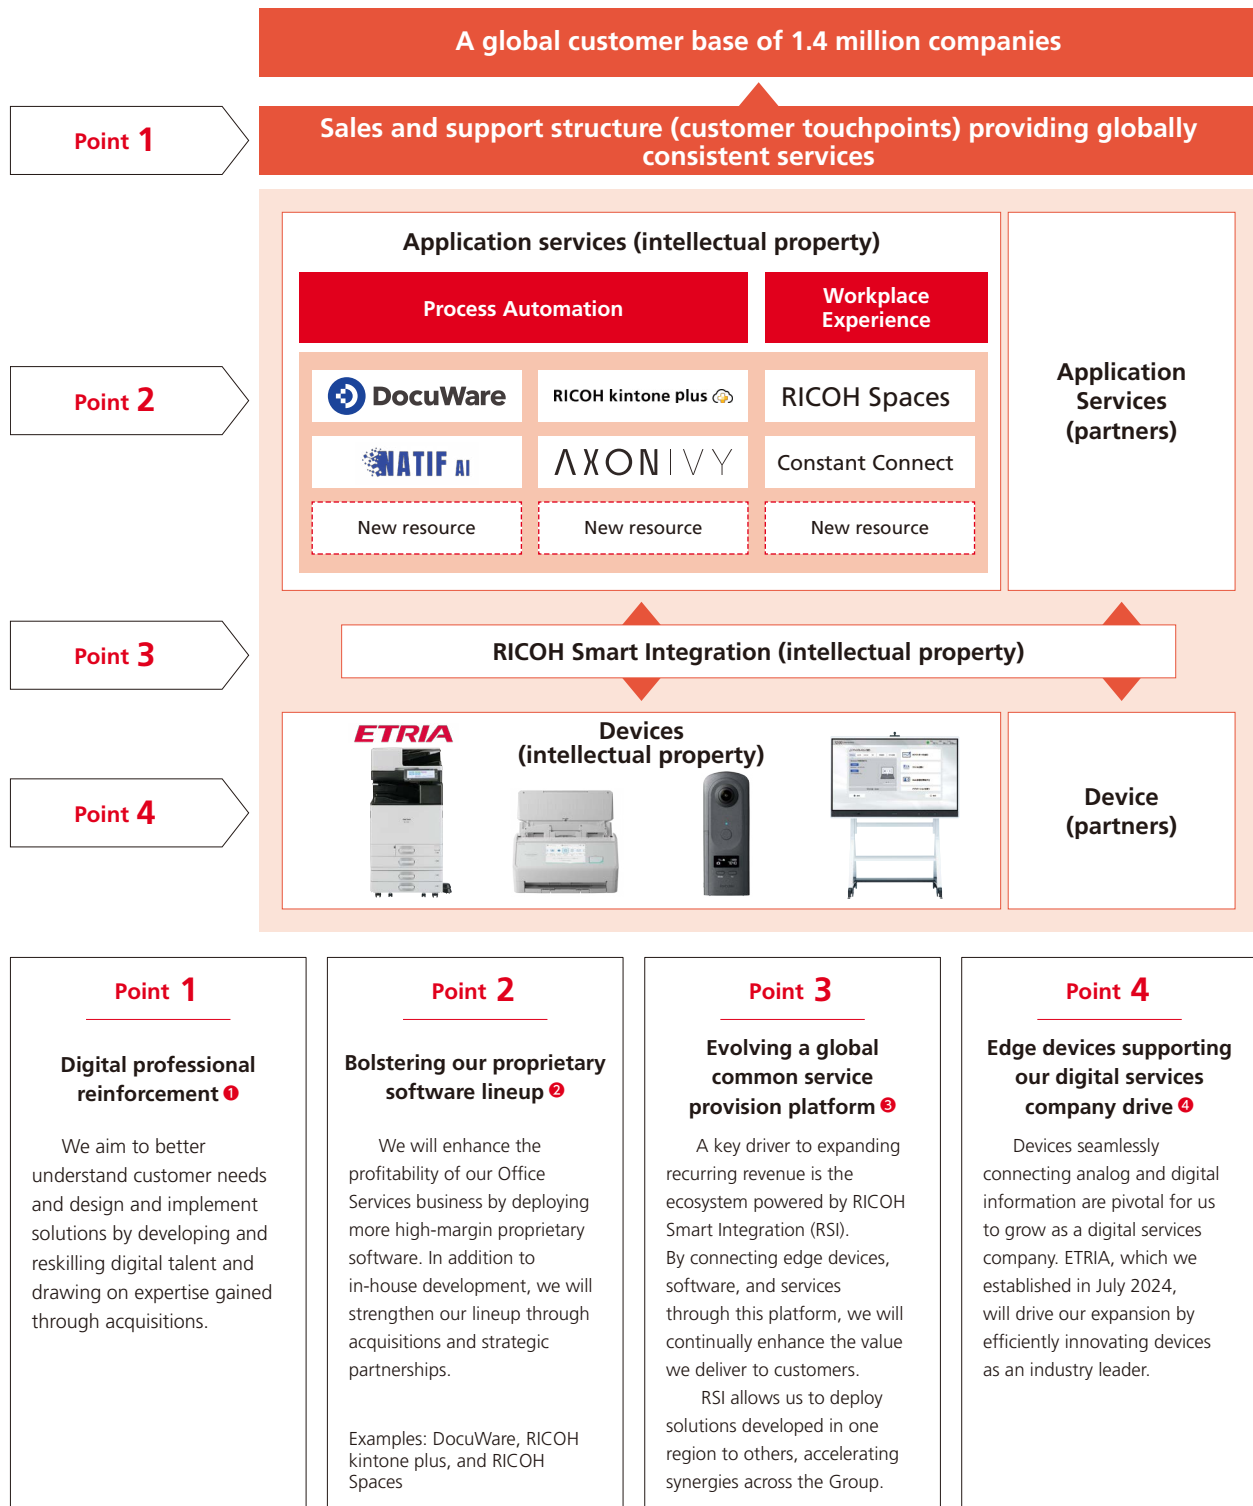 A global customer base of 1.4 million companies
Point 1
Sales and support structure (customer touchpoints) providing globally
consistent services
Application services (intellectual property)
Process Automation
Workplace
Experience
Point 2
DocuWare
RICOH kintone plus
RICOH Spaces
NATIF AI
AXONIVY
Constant Connect
New resource
New resource
New resource
Application
Services
(partners)
Point 3
RICOH Smart Integration (intellectual property)
Point 4
ETRIA
Devices
(intellectual property)
Device
(partners)
Point 1
Digital professional
reinforcement ❶
We aim to better
understand customer needs
and design and implement
solutions by developing and
reskilling digital talent and
drawing on expertise gained
through acquisitions.
Point 2
Bolstering our proprietary
software lineup ❷
We will enhance the
profitability of our Office
Services business by deploying
more high-margin proprietary
software. In addition to
in-house development, we will
strengthen our lineup through
acquisitions and strategic
partnerships.
Examples: DocuWare, RICOH
kintone plus, and RICOH
Spaces
Point 3
Evolving a global
common service
provision platform ❸
A key driver to expanding
recurring revenue is the
ecosystem powered by RICOH
Smart Integration (RSI).
By connecting edge devices,
software, and services
through this platform, we will
continually enhance the value
we deliver to customers.
RSI allows us to deploy
solutions developed in one
region to others, accelerating
synergies across the Group.
Point 4
Edge devices supporting
our digital services
company drive ❹
Devices seamlessly
connecting analog and digital
information are pivotal for us
to grow as a digital services
company. ETRIA, which we
established in July 2024,
will drive our expansion by
efficiently innovating devices
as an industry leader.